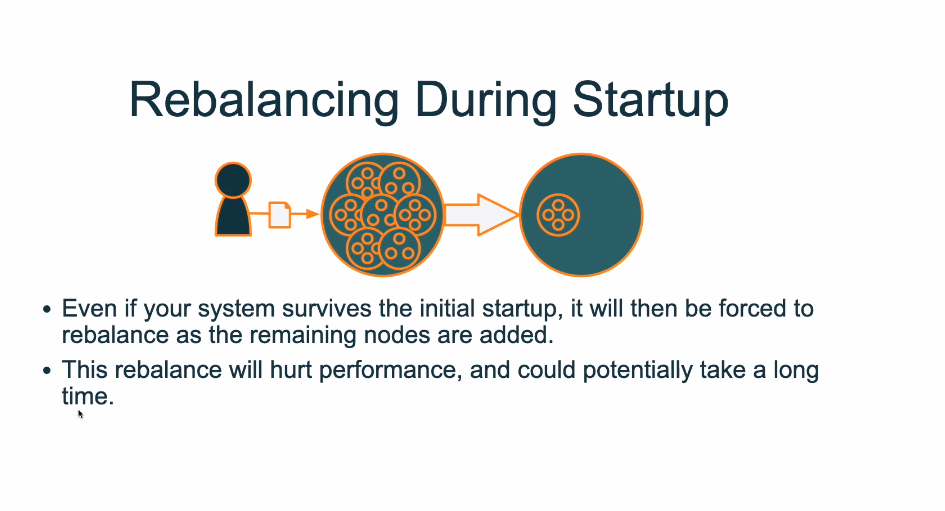 Rebalancing During Startup
• Even if your system survives the initial startup, it will then be forced to
rebalance as the remaining nodes are added.
• This rebalance will hurt performance, and could potentially take a long
time.